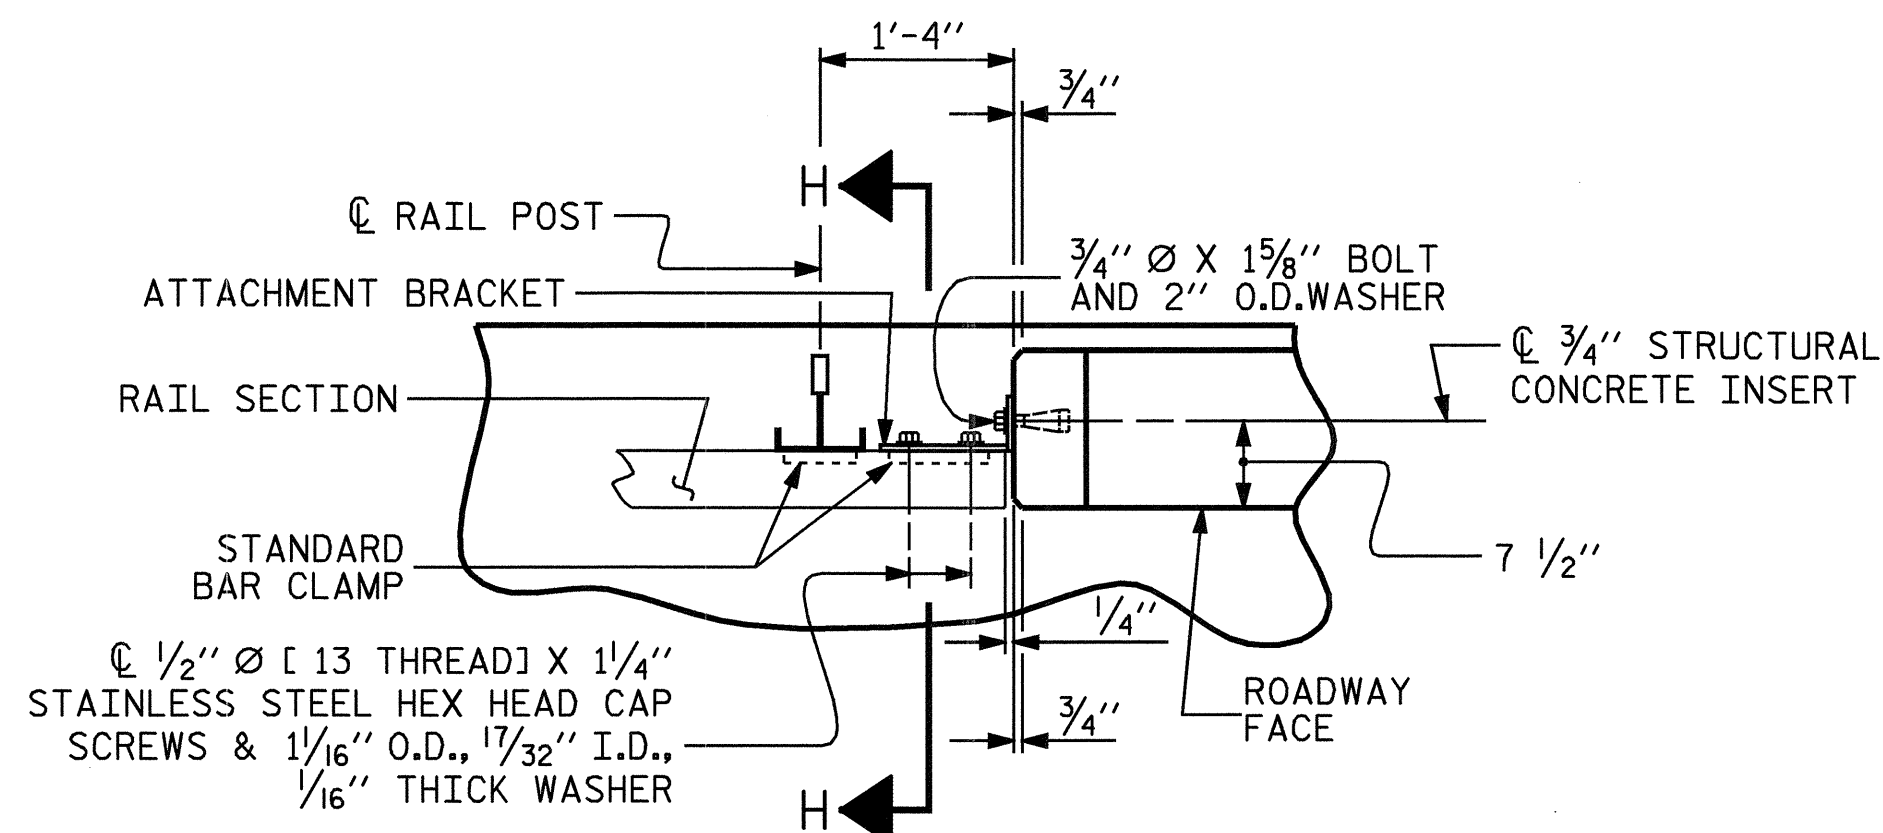 1'-4"
3/4"
H
℄ RAIL POST
3/4" Ø X 1 5/8" BOLT
AND 2" O.D.WASHER
ATTACHMENT BRACKET
℄ 3/4" STRUCTURAL
CONCRETE INSERT
RAIL SECTION
STANDARD
BAR CLAMP
7 1/2"
1/4"
℄ 1/2" Ø [ 13 THREAD] X 1 1/4"
STAINLESS STEEL HEX HEAD CAP
SCREWS & 1 1/16" O.D., 17/32" I.D.,
1/16" THICK WASHER
3/4"
ROADWAY
FACE
H